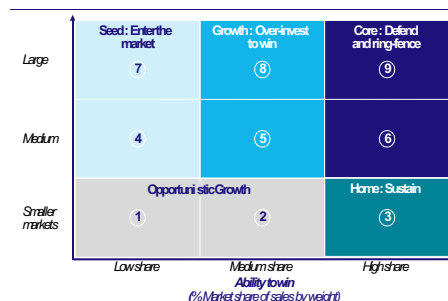 Seed : Enter the
market
Growth : Over-invest
to win
Core : Defend
and ring-fence
Large
7
8
9
Medium
4
5
6
Opportunistic Growth
Home : Sustain
Smaller
markets
1
2
3
Low share
Medium share
High share
Ability to win
(% Market share of sales by weight)